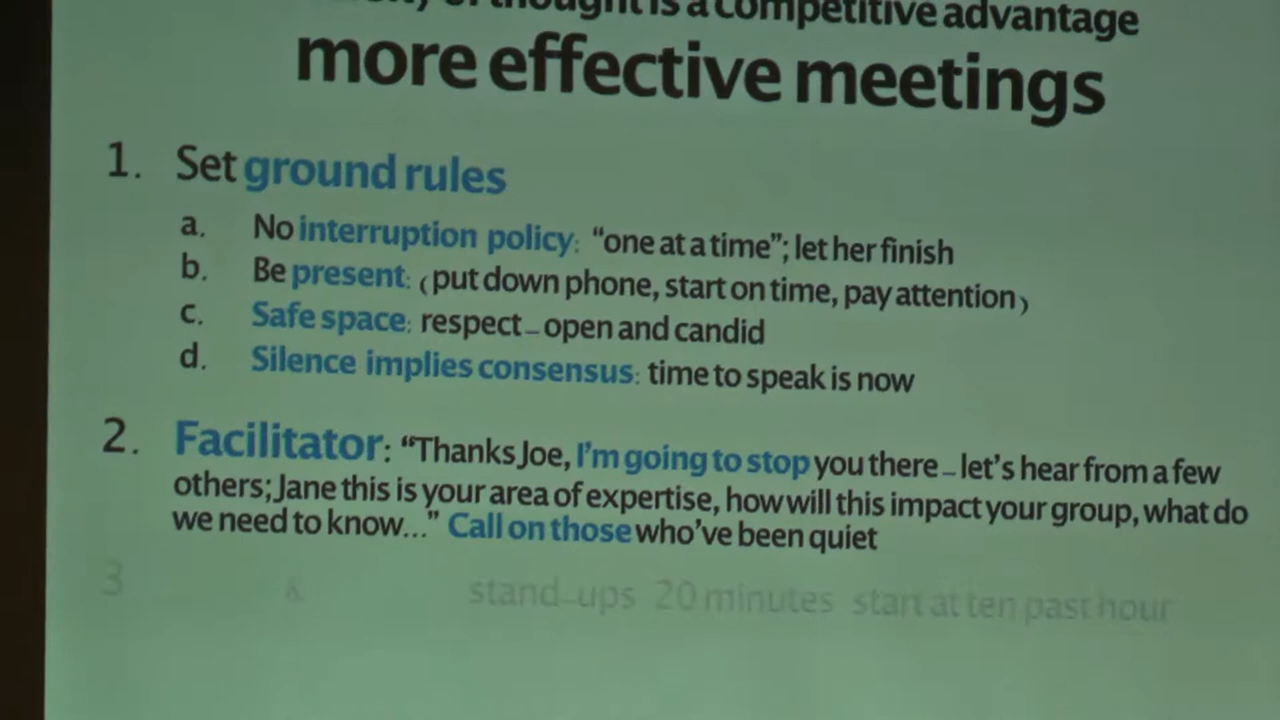 thought is a competitive advantage
more effective meetings
1. Set ground rules
a. No interruption policy: “one at a time”; let her finish
b. Be present: (put down phone, start on time, pay attention)
c. Safe space: respect – open and candid
d. Silence implies consensus: time to speak is now
2. Facilitator: “Thanks Joe, I’m going to stop you there – let’s hear from a few
others; Jane this is your area of expertise, how will this impact your group, what do
we need to know...” Call on those who’ve been quiet
3 & stand-ups 20 minutes start at ten past hour